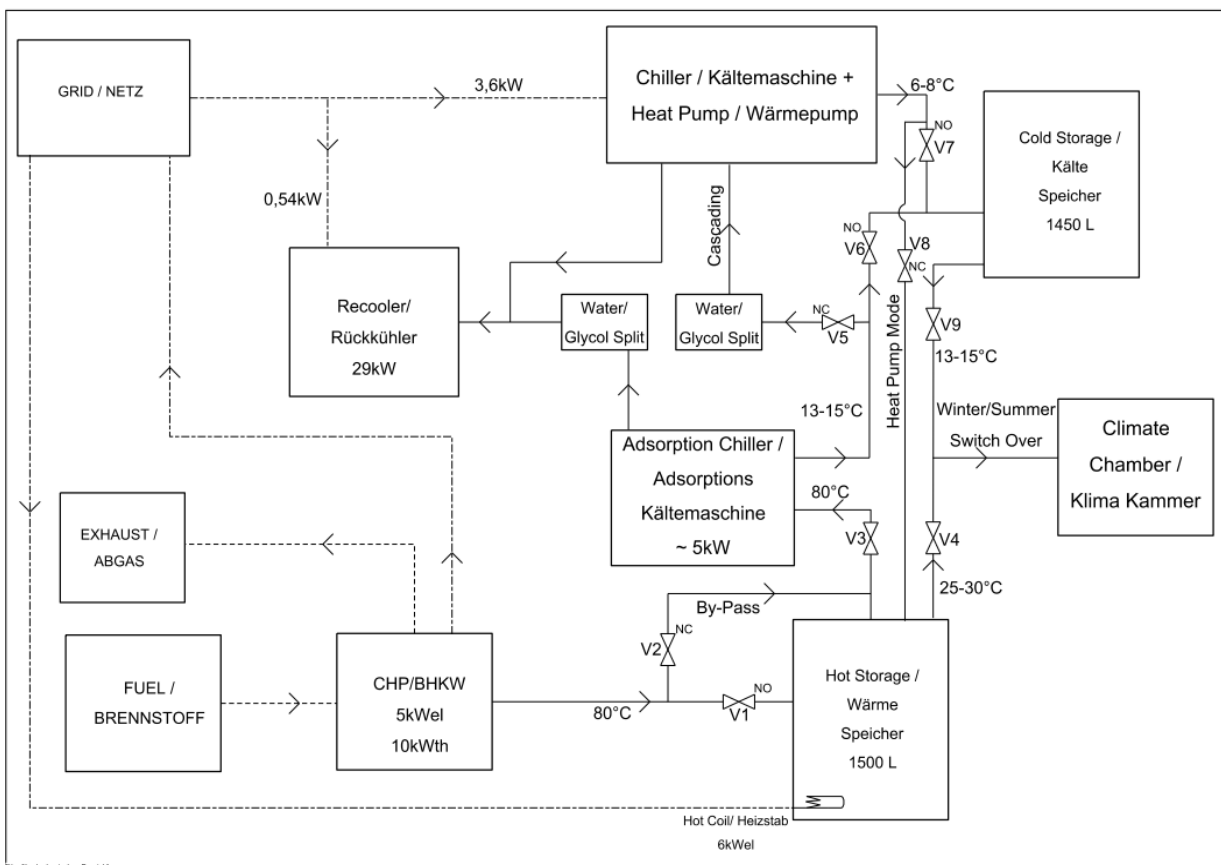 GRID / NETZ
3,6kW
0,54kW
Chiller / Kältemaschine +
Heat Pump / Wärmepump
6-8°C
NO
V7
Cold Storage /
Kälte
Speicher
1450 L
NO
V6
V8
NC
Cascading
Recooler/
Rückkühler
29kW
Water/
Glycol Split
Water/
Glycol Split
NC
V5
Heat Pump Mode
V9
13-15°C
13-15°C
Winter/Summer
Switch Over
Climate
Chamber /
Klima Kammer
Adsorption Chiller /
Adsorptions
Kältemaschine
~ 5kW
80°C
V3
V4
25-30°C
EXHAUST /
ABGAS
By-Pass
NC
V2
FUEL /
BRENNSTOFF
CHP/BHKW
5kWel
10kWth
80°C
NO
V1
Hot Storage /
Wärme
Speicher
1500 L
Hot Coil/ Heizstab
6kWel